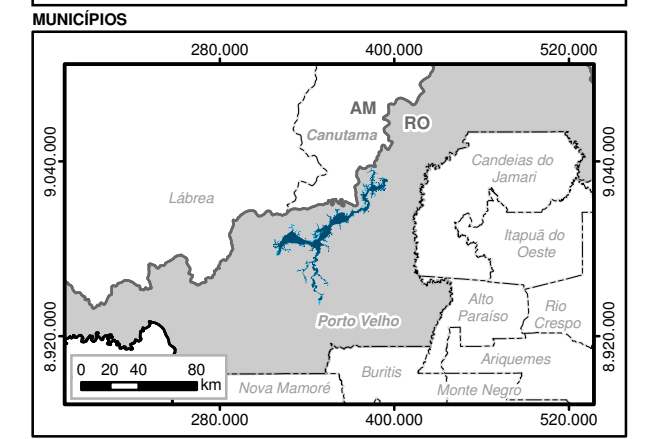 MUNICÍPIOS
280.000 400.000 520.000
AM
RO
Canutama
9.040.000
9.040.000
Candeias do
Jamari
Lábrea
Itapuã do
Oeste
Alto
Paraíso
Rio
Crespo
Porto Velho
8.920.000
8.920.000
Ariquemes
0 20 40 80
km
Buritis
Nova Mamoré
Monte Negro
280.000 400.000 520.000